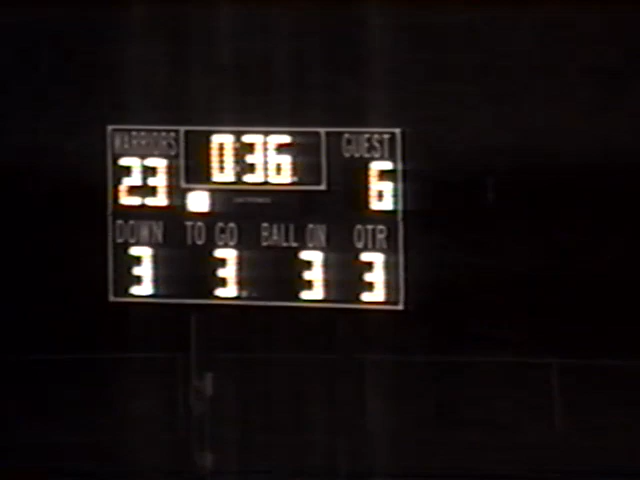 WARRIORS 0:36 GUEST
23 6
DOWN TO GO BALL ON QTR
3 3 3 3